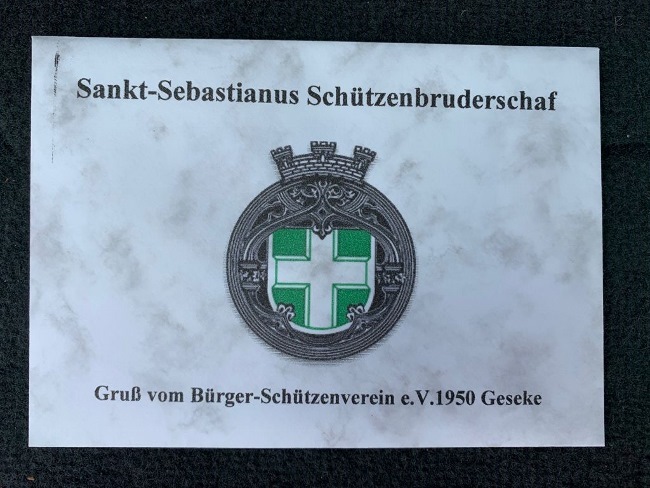 Sankt-Sebastianus Schützenbruderschaf
Gruß vom Bürger-Schützenverein e.V.1950 Geseke